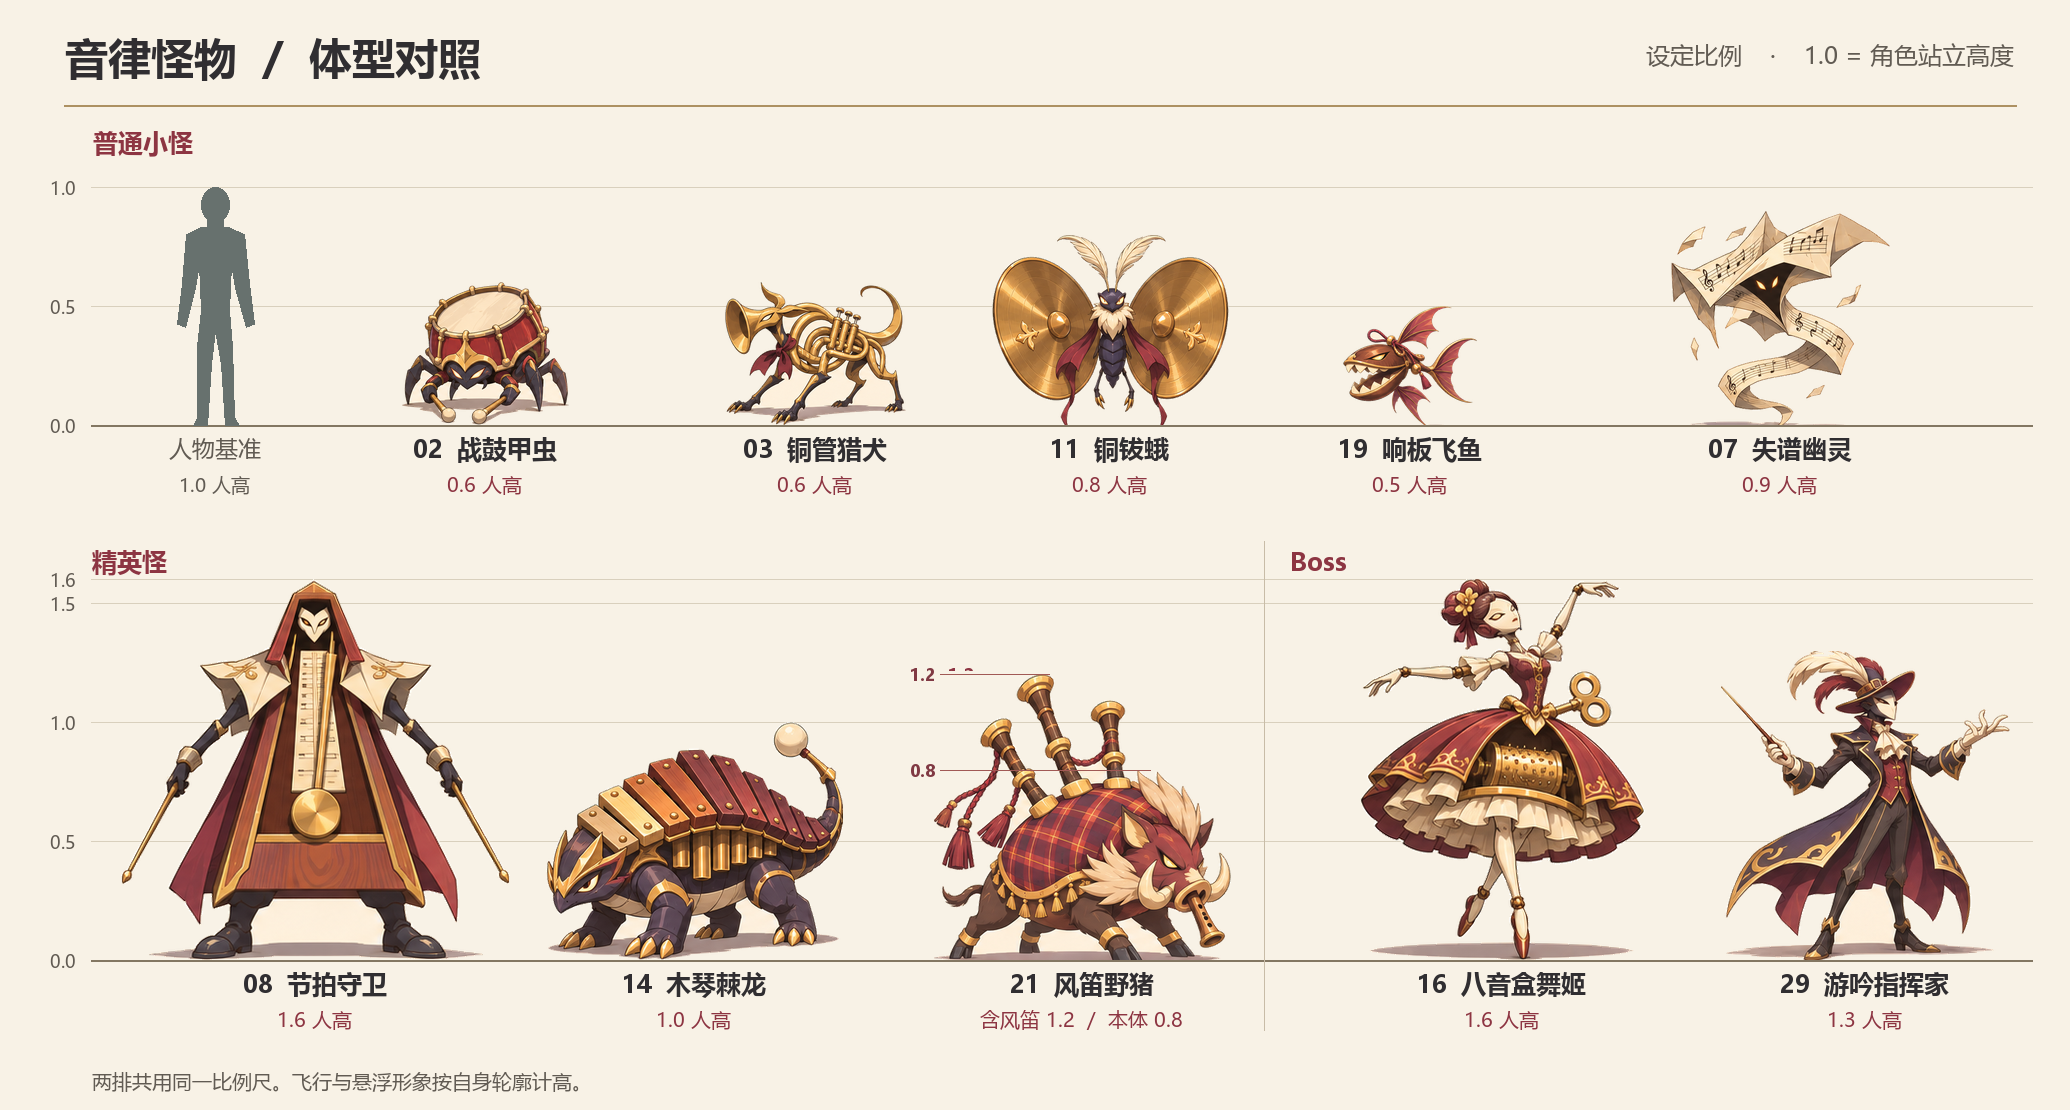 音律怪物 / 体型对照
设定比例 · 1.0 = 角色站立高度
普通小怪
1.0
0.5
0.0
人物基准
1.0 人高
02 战鼓甲虫
0.6 人高
03 铜管猎犬
0.6 人高
11 铜钹蛾
0.8 人高
19 响板飞鱼
0.5 人高
07 失谱幽灵
0.9 人高
精英怪
Boss
1.6
1.5
1.0
0.5
0.0
1.2
0.8
08 节拍守卫
1.6 人高
14 木琴棘龙
1.0 人高
21 风笛野猪
含风笛 1.2 / 本体 0.8
16 八音盒舞姬
1.6 人高
29 游吟指挥家
1.3 人高
两排共用同一比例尺。飞行与悬浮形象按自身轮廓计高。